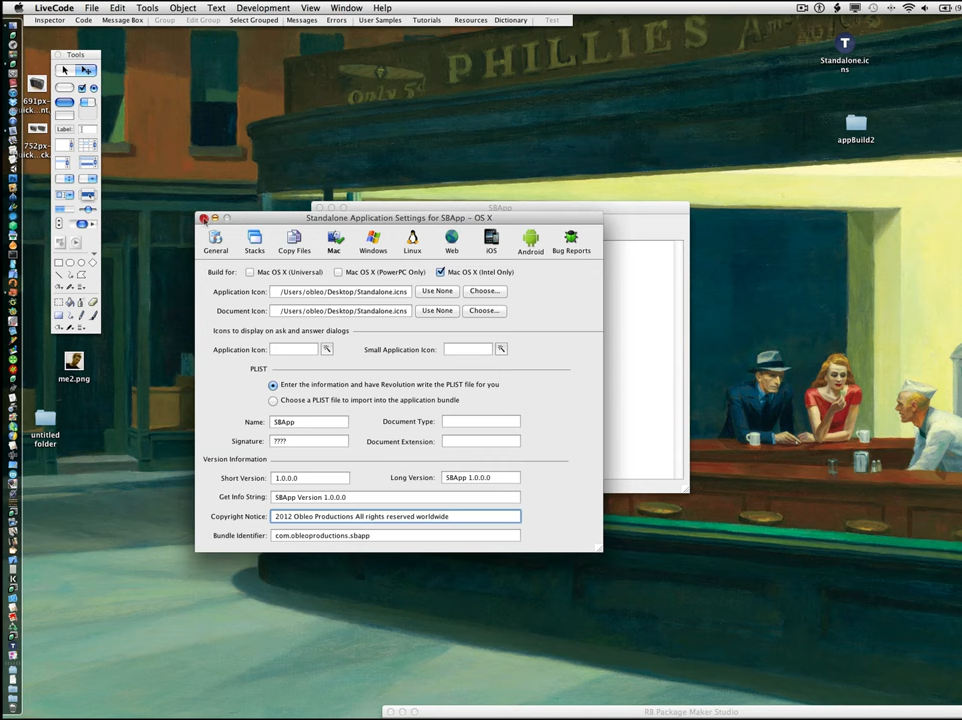 LiveCode File Edit Tools Object Text Development View Window Help
Inspector Code Message Box Group Edit Group Select Grouped Messages Errors User Samples Tutorials Resources Dictionary Test
Tools
PHILLIES
Only 5¢
Standalone.ic
ns
appBuild2
691px-
752px-
Label:
me2.png
untitled
folder
SBApp
Standalone Application Settings for SBApp - OS X
General Stacks Copy Files Mac Windows Linux Web iOS Android Bug Reports
Build for: Mac OS X (Universal) Mac OS X (PowerPC Only) Mac OS X (Intel Only)
Application Icon: /Users/obleo/Desktop/Standalone.icns Use None Choose...
Document Icon: /Users/obleo/Desktop/Standalone.icns Use None Choose...
Icons to display on ask and answer dialogs
Application Icon: Small Application Icon:
PLIST
Enter the information and have Revolution write the PLIST file for you
Choose a PLIST file to import into the application bundle
Name: SBApp Document Type:
Signature: ???? Document Extension:
Version Information
Short Version: 1.0.0.0 Long Version: SBApp 1.0.0.0
Get Info String: SBApp Version 1.0.0.0
Copyright Notice: 2012 Obleo Productions All rights reserved worldwide
Bundle Identifier: com.obleoproductions.sbapp
RB Package Maker Studio